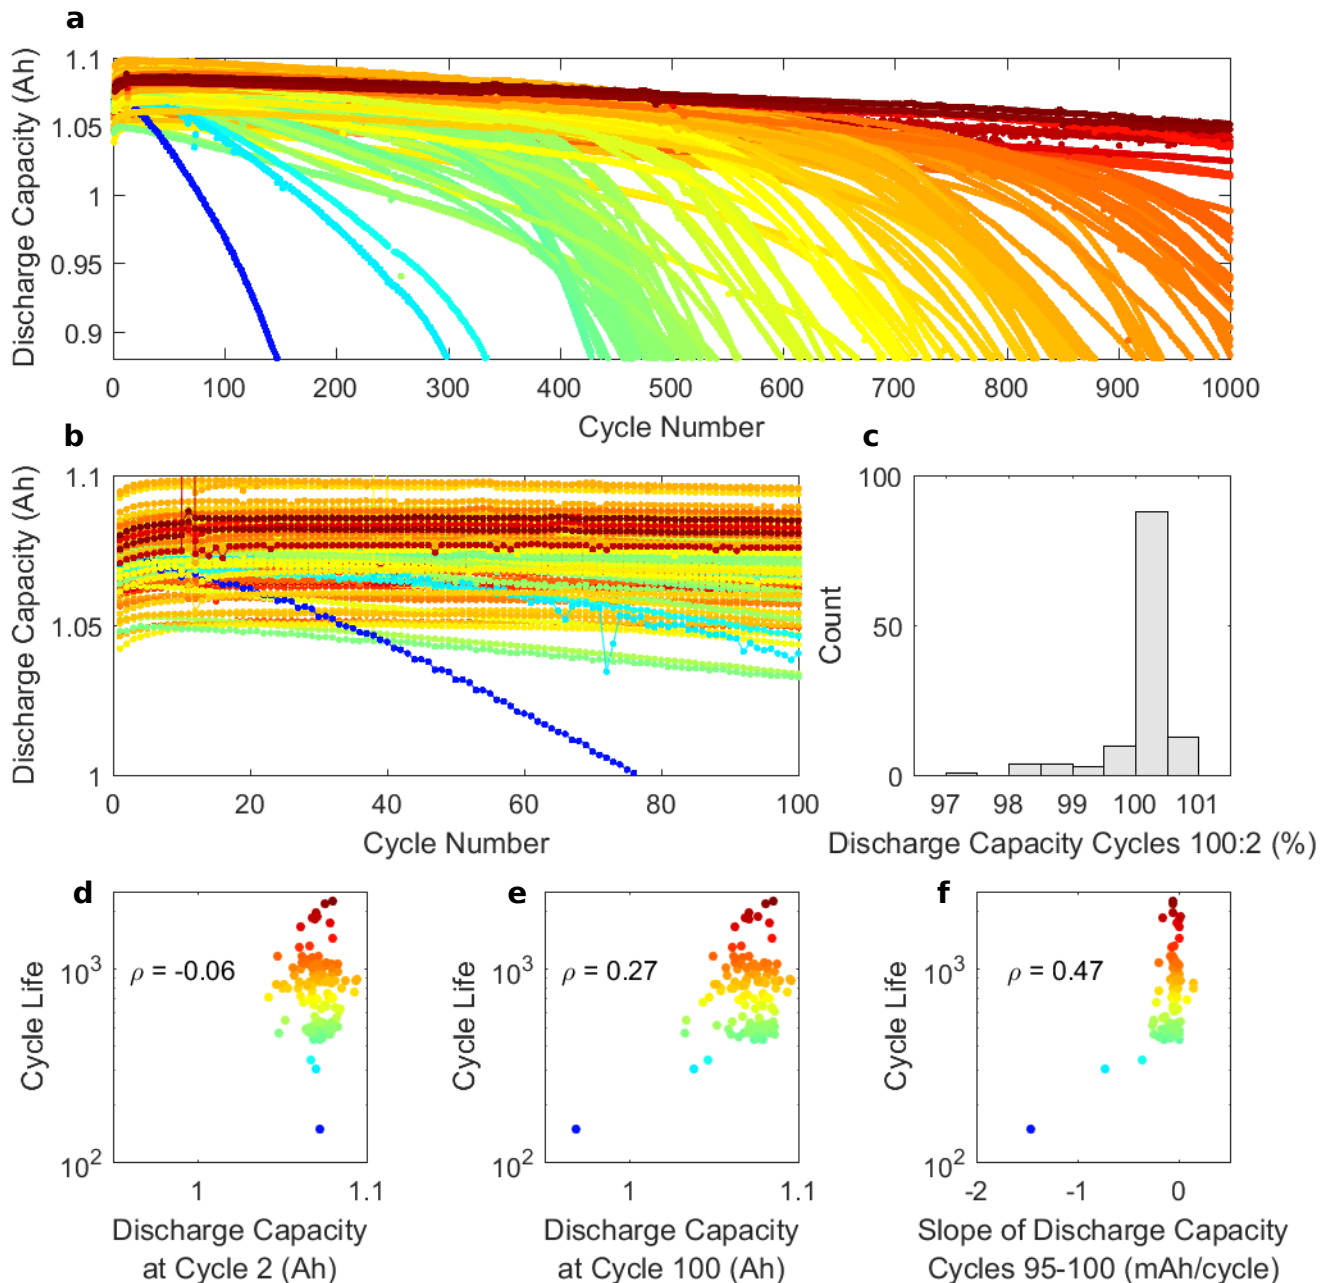 a
Discharge Capacity (Ah)
1.1
1.05
1
0.95
0.9
0 100 200 300 400 500 600 700 800 900 1000
Cycle Number
b
Discharge Capacity (Ah)
1.1
1.05
1
0 20 40 60 80 100
Cycle Number
c
Count
100
50
0
97 98 99 100 101
Discharge Capacity Cycles 100:2 (%)
d
Cycle Life
10³
10²
ρ = -0.06
1 1.1
Discharge Capacity
at Cycle 2 (Ah)
e
Cycle Life
10³
10²
ρ = 0.27
1 1.1
Discharge Capacity
at Cycle 100 (Ah)
f
Cycle Life
10³
10²
ρ = 0.47
-2 -1 0
Slope of Discharge Capacity
Cycles 95-100 (mAh/cycle)